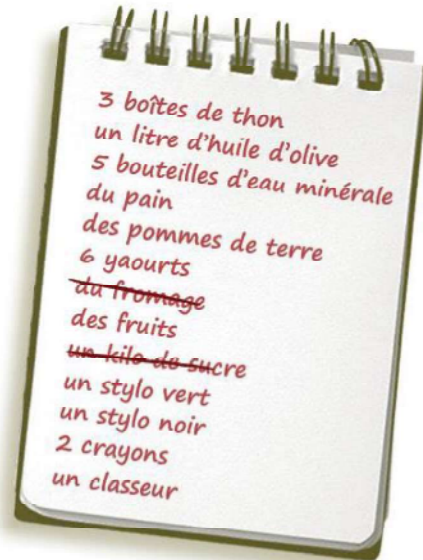 3 boîtes de thon
un litre d'huile d'olive
5 bouteilles d'eau minérale
du pain
des pommes de terre
6 yaourts
du fromage
des fruits
un kilo de sucre
un stylo vert
un stylo noir
2 crayons
un classeur